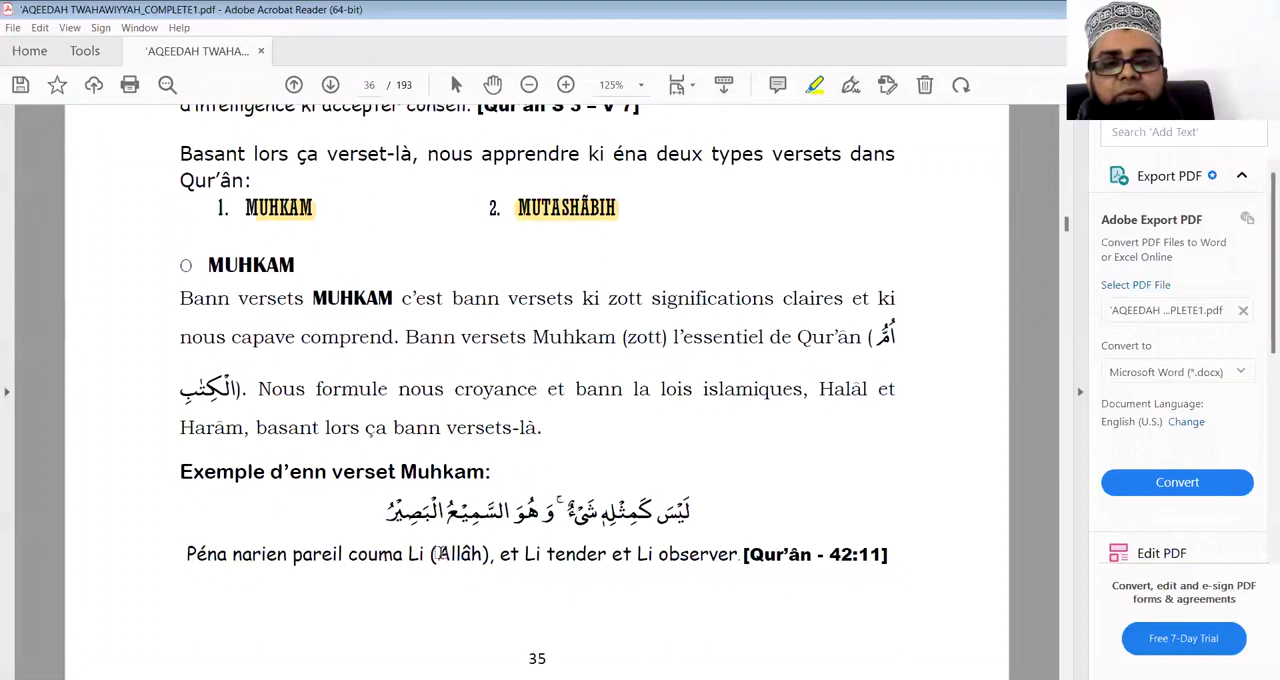 'AQEEDAH TWAHAWIYYAH_COMPLETE1.pdf - Adobe Acrobat Reader (64-bit)
File Edit View Sign Window Help
Home Tools 'AQEEDAH TWAHA... ×
36 / 193 125%
d'intelligence ki accepter conseil. [Qur'ân S 3 – V 7]
Basant lors ça verset-là, nous apprendre ki éna deux types versets dans
Qur'ân:
1. MUHKAM 2. MUTASHÃBIH
O MUHKAM
Bann versets MUHKAM c'est bann versets ki zott significations claires et ki
nous capave comprend. Bann versets Muhkam (zott) l'essentiel de Qur'ân (اُمُّ
الْكِتٰبِ). Nous formule nous croyance et bann la lois islamiques, Halâl et
Harâm, basant lors ça bann versets-là.
Exemple d'enn verset Muhkam:
لَيْسَ كَمِثْلِهٖ شَيْءٌ ۚ وَ هُوَ السَّمِيْعُ الْبَصِيْرُ
Péna narien pareil couma Li (Allâh), et Li tender et Li observer. [Qur'ân - 42:11]
35
Search 'Add Text'
Export PDF
Adobe Export PDF
Convert PDF Files to Word
or Excel Online
Select PDF File
'AQEEDAH ...PLETE1.pdf
Convert to
Microsoft Word (*.docx)
Document Language:
English (U.S.) Change
Convert
Edit PDF
Convert, edit and e-sign PDF
forms & agreements
Free 7-Day Trial